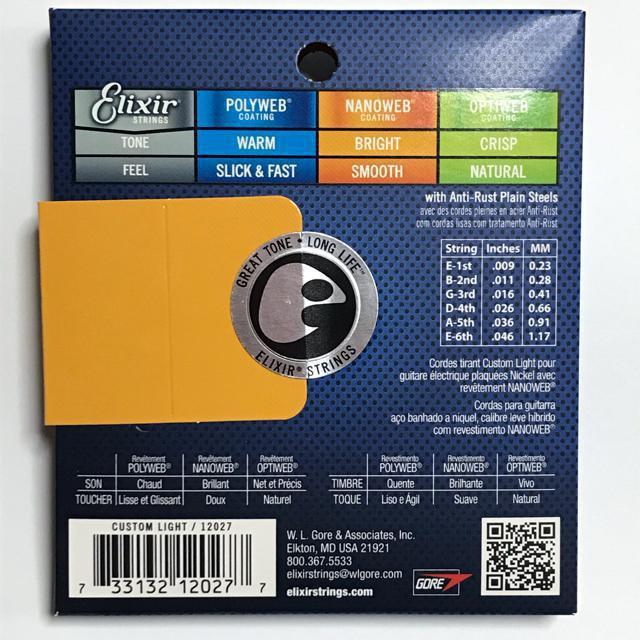 Elixir®
STRINGS
POLYWEB®
COATING
NANOWEB®
COATING
OPTIWEB®
COATING
TONE WARM BRIGHT CRISP
FEEL SLICK & FAST SMOOTH NATURAL
with Anti-Rust Plain Steels
avec des cordes pleines en acier Anti-Rust
com cordas lisas com tratamento Anti-Rust
String Inches MM
E-1st .009 0.23
B-2nd .011 0.28
G-3rd .016 0.41
D-4th .026 0.66
A-5th .036 0.91
E-6th .046 1.17
GREAT TONE • LONG LIFE™
ELIXIR® STRINGS
Cordes tirant Custom Light pour
guitare électrique plaquées Nickel avec
revêtement NANOWEB®
Cordas para guitarra
aço banhado a niquel, calibre leve hibrido
com revestimento NANOWEB®
Revêtement Revêtement Revêtement
POLYWEB® NANOWEB® OPTIWEB®
SON Chaud Brillant Net et Précis
TOUCHER Lisse et Glissant Doux Naturel
Revestimento Revestimento Revestimento
POLYWEB® NANOWEB® OPTIWEB®
TIMBRE Quente Brilhante Vivo
TOQUE Liso e Ágil Suave Natural
CUSTOM LIGHT / 12027
7 33132 12027 7
W. L. Gore & Associates, Inc.
Elkton, MD USA 21921
800.367.5533
elixirstrings@wlgore.com
elixirstrings.com
GORE